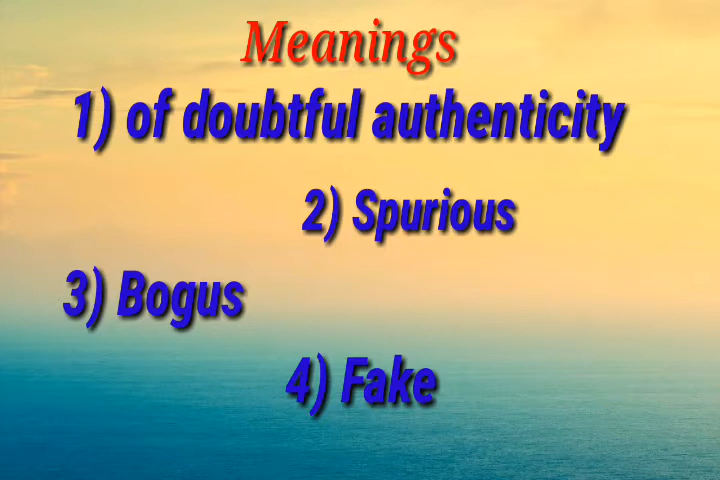 Meanings
1) of doubtful authenticity
2) Spurious
3) Bogus
4) Fake